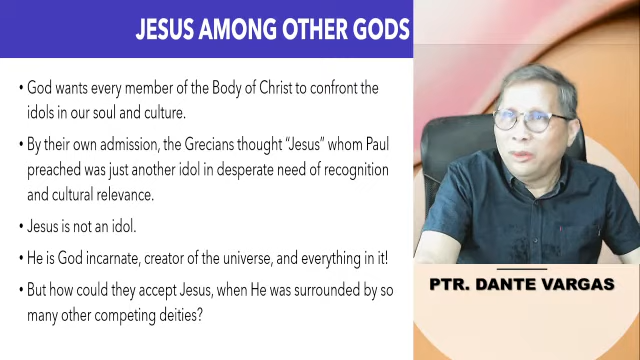 JESUS AMONG OTHER GODS
• God wants every member of the Body of Christ to confront the
idols in our soul and culture.
• By their own admission, the Grecians thought “Jesus” whom Paul
preached was just another idol in desperate need of recognition
and cultural relevance.
• Jesus is not an idol.
• He is God incarnate, creator of the universe, and everything in it!
• But how could they accept Jesus, when He was surrounded by so
many other competing deities?
PTR. DANTE VARGAS